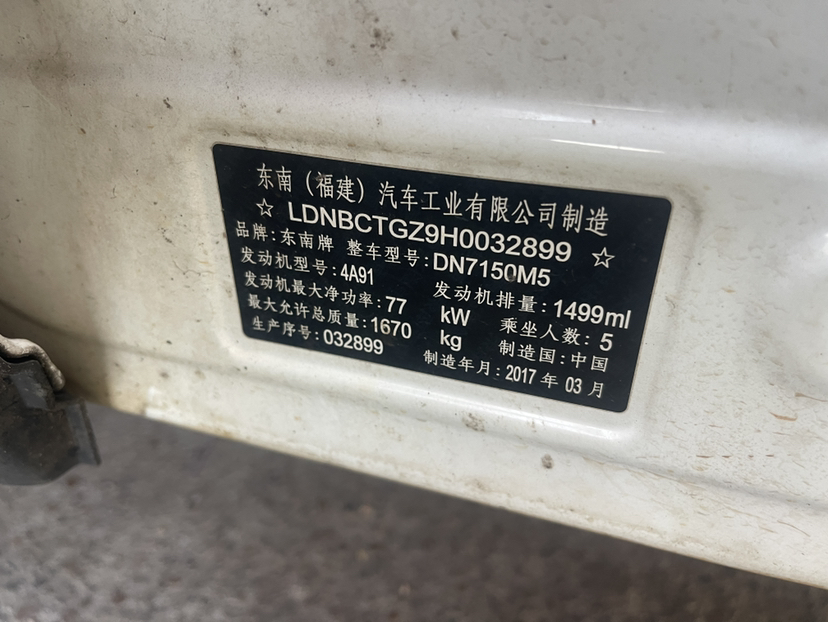 东南（福建）汽车工业有限公司制造
☆ LDNBCTGZ9H0032899 ☆
品牌：东南牌 整车型号：DN7150M5
发动机型号：4A91 发动机排量：1499ml
发动机最大净功率：77 kW 乘坐人数：5
最大允许总质量：1670 kg 制造国：中国
生产序号：032899 制造年月：2017 年 03 月